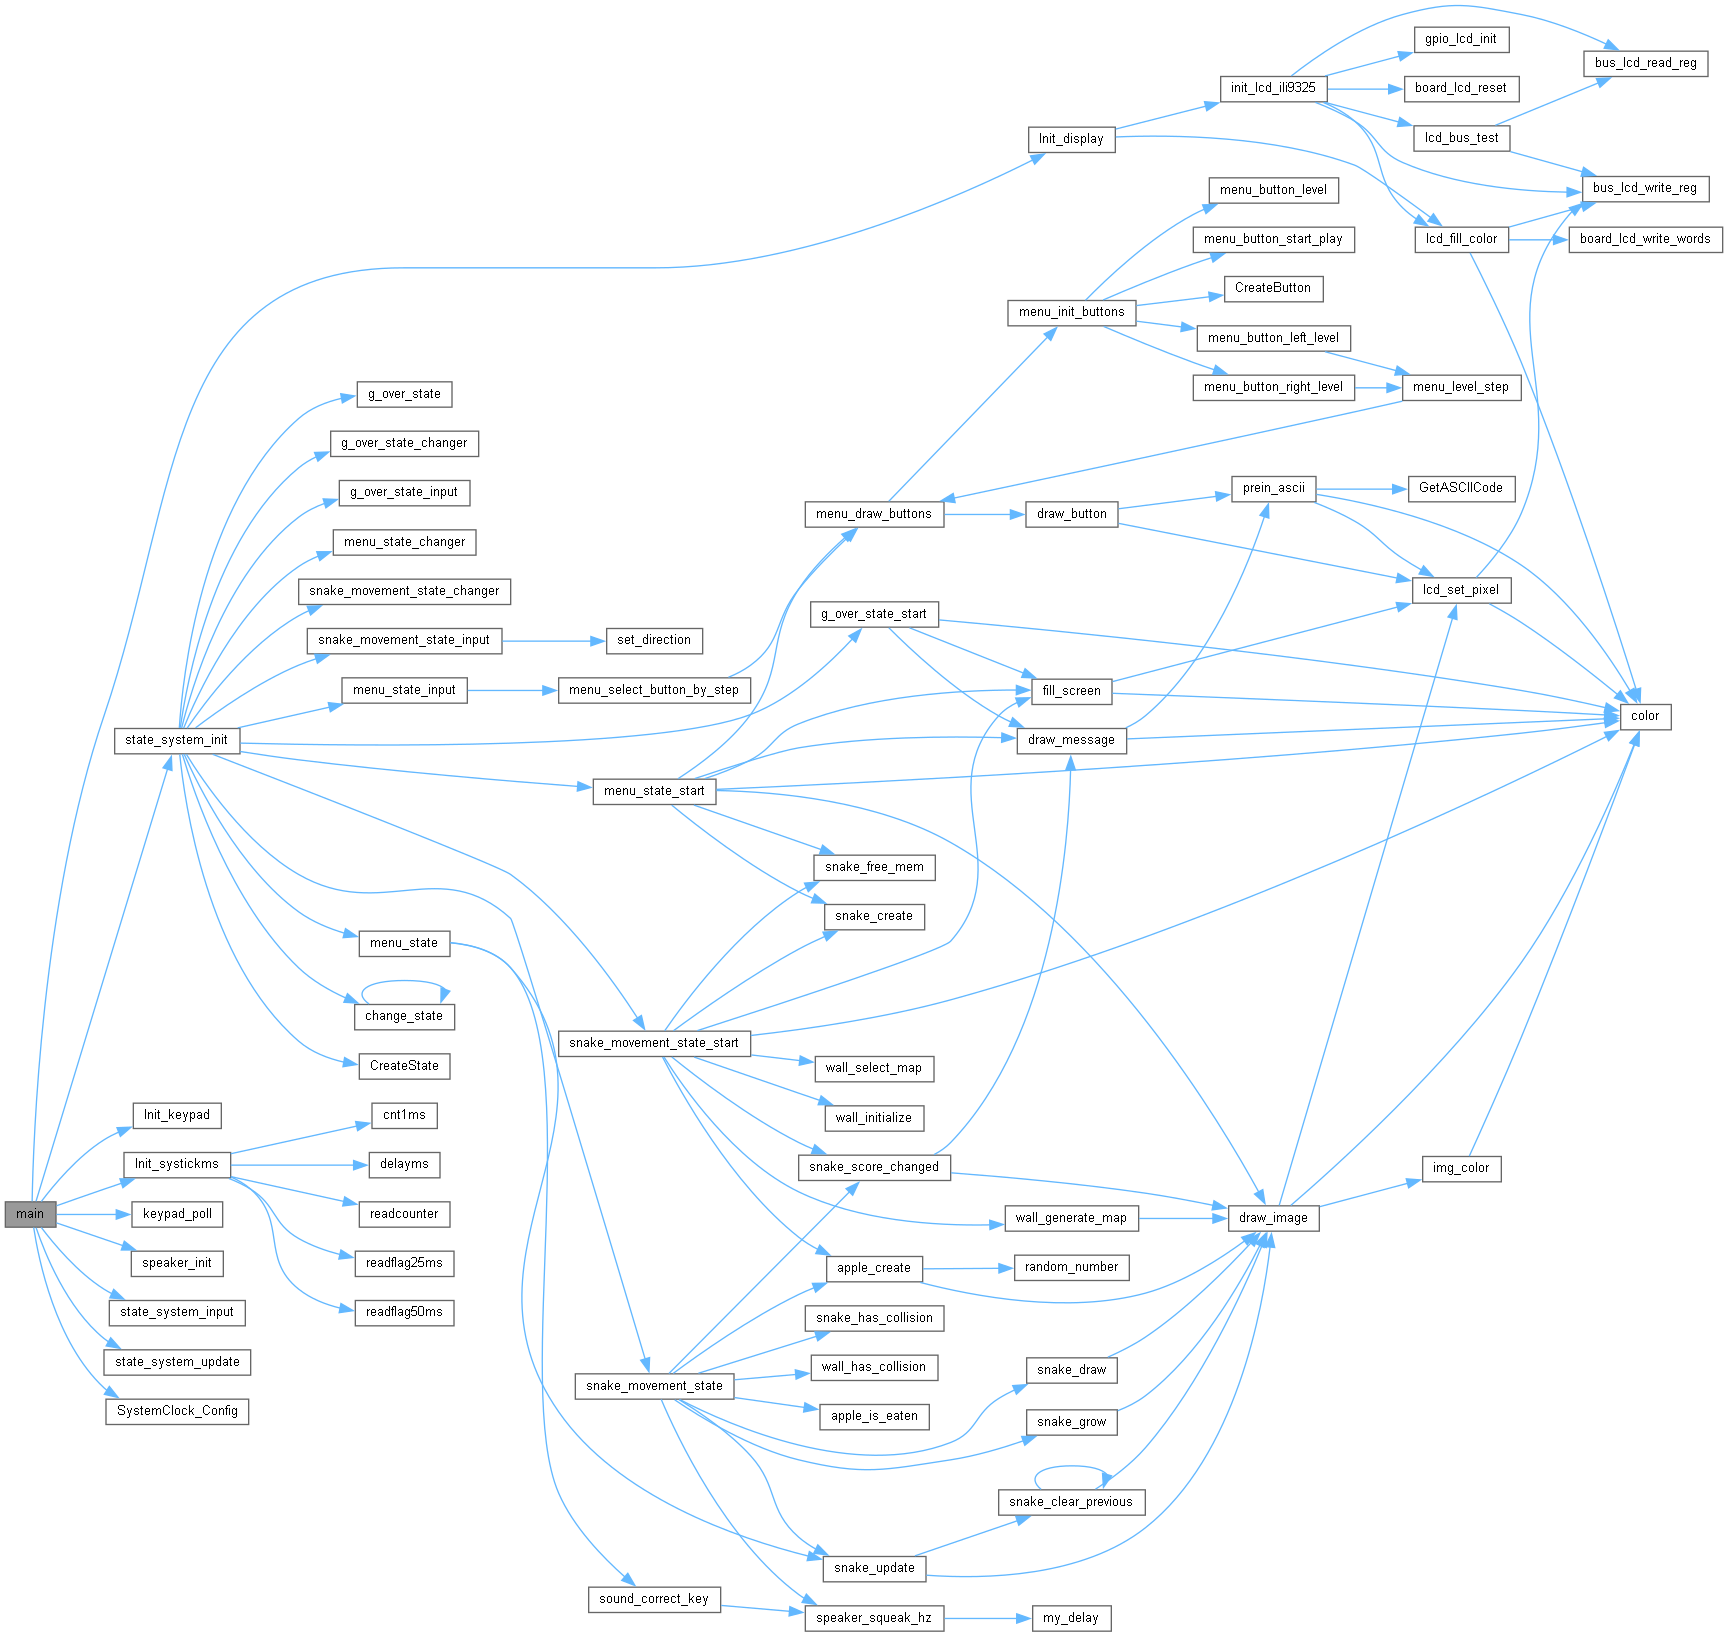 main
Init_display
init_lcd_ili9325
gpio_lcd_init
board_lcd_reset
lcd_bus_test
bus_lcd_read_reg
bus_lcd_write_reg
lcd_fill_color
board_lcd_write_words
menu_button_level
menu_button_start_play
CreateButton
menu_init_buttons
menu_button_left_level
menu_button_right_level
menu_level_step
g_over_state
g_over_state_changer
g_over_state_input
menu_state_changer
snake_movement_state_changer
snake_movement_state_input
set_direction
menu_state_input
menu_select_button_by_step
state_system_init
menu_draw_buttons
draw_button
prein_ascii
GetASCIICode
lcd_set_pixel
g_over_state_start
fill_screen
draw_message
color
menu_state_start
snake_free_mem
snake_create
menu_state
change_state
CreateState
snake_movement_state_start
wall_select_map
wall_initialize
snake_score_changed
wall_generate_map
img_color
draw_image
apple_create
random_number
Init_keypad
Init_systickms
cnt1ms
delayms
readcounter
readflag25ms
readflag50ms
keypad_poll
speaker_init
state_system_input
state_system_update
SystemClock_Config
snake_has_collision
wall_has_collision
snake_movement_state
apple_is_eaten
snake_draw
snake_grow
snake_clear_previous
snake_update
sound_correct_key
speaker_squeak_hz
my_delay